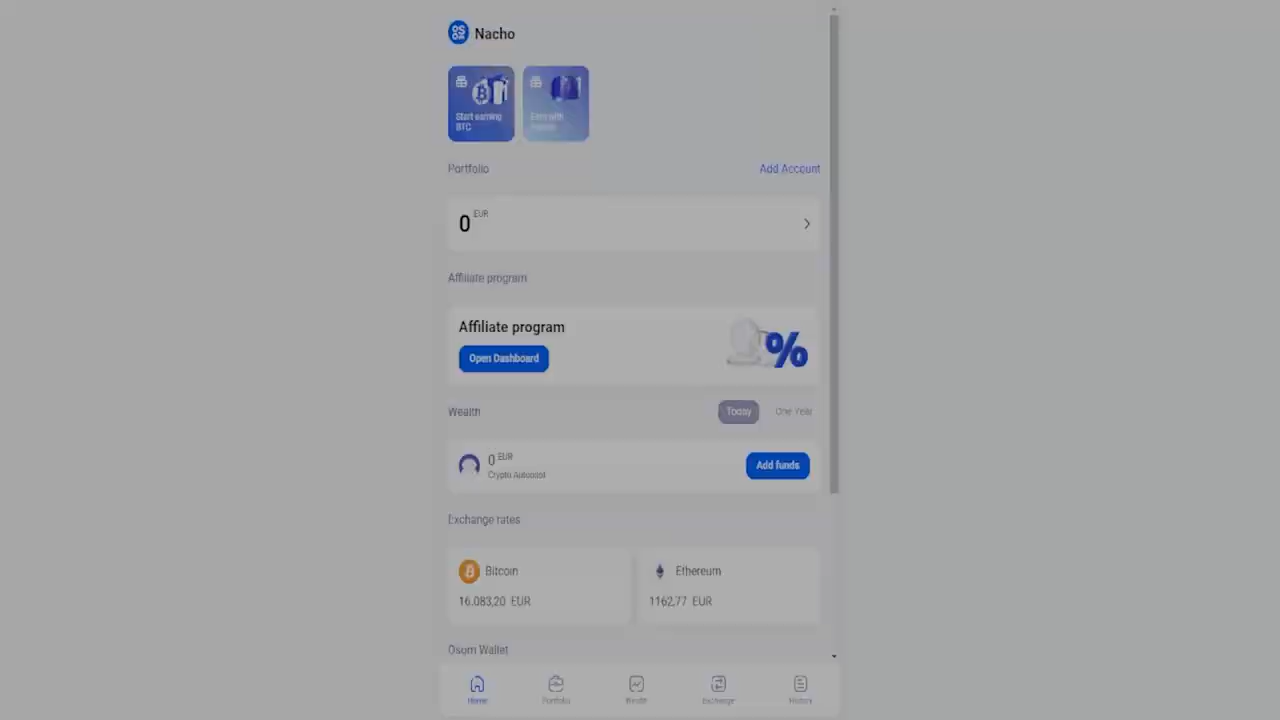 Nacho
Start earning
BTC
Earn with
Portfolio
Add Account
0 EUR
Affiliate program
Affiliate program
Open Dashboard
%
Wealth
Today
One Year
0 EUR
Crypto Autopilot
Add funds
Exchange rates
Bitcoin
16.083,20 EUR
Ethereum
1162,77 EUR
Osom Wallet
Home
Portfolio
Wealth
Exchange
History